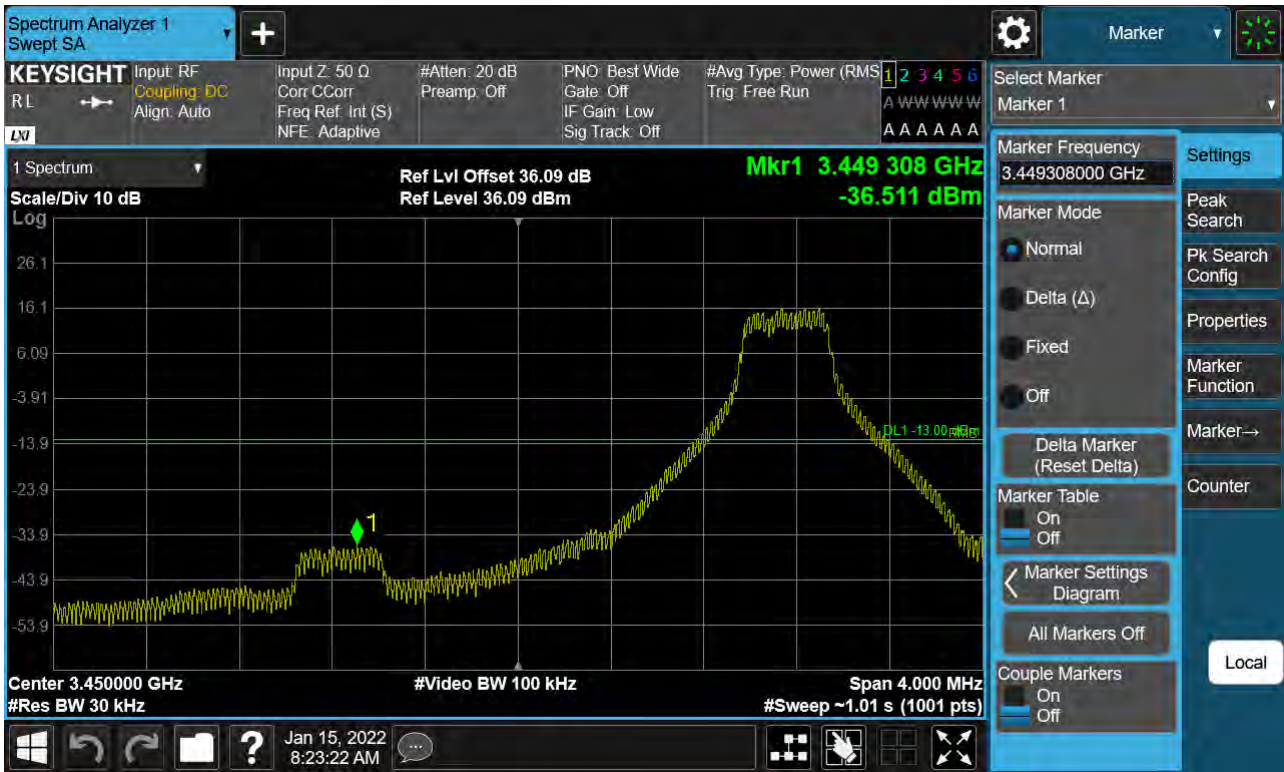 Spectrum Analyzer 1
Swept SA
+
Marker
KEYSIGHT
RL
LXI
Input: RF
Coupling: DC
Align: Auto
Input Z: 50 Ω
Corr CCorr
Freq Ref: Int (S)
NFE: Adaptive
#Atten: 20 dB
Preamp: Off
PNO: Best Wide
Gate: Off
IF Gain: Low
Sig Track: Off
#Avg Type: Power (RMS
Trig: Free Run
1 2 3 4 5 6
A W W W W W
A A A A A A
1 Spectrum
Scale/Div 10 dB
Log
Ref Lvl Offset 36.09 dB
Ref Level 36.09 dBm
Mkr1 3.449 308 GHz
-36.511 dBm
26.1
16.1
6.09
-3.91
-13.9
-23.9
-33.9
-43.9
-53.9
DL1 -13.00 dBm
RMS
1
Center 3.450000 GHz
#Res BW 30 kHz
#Video BW 100 kHz
Span 4.000 MHz
#Sweep ~1.01 s (1001 pts)
Select Marker
Marker 1
Marker Frequency
3.449308000 GHz
Marker Mode
Normal
Delta (Δ)
Fixed
Off
Delta Marker
(Reset Delta)
Marker Table
On
Off
Marker Settings
Diagram
All Markers Off
Couple Markers
On
Off
Settings
Peak
Search
Pk Search
Config
Properties
Marker
Function
Marker→
Counter
Local
?
Jan 15, 2022
8:23:22 AM